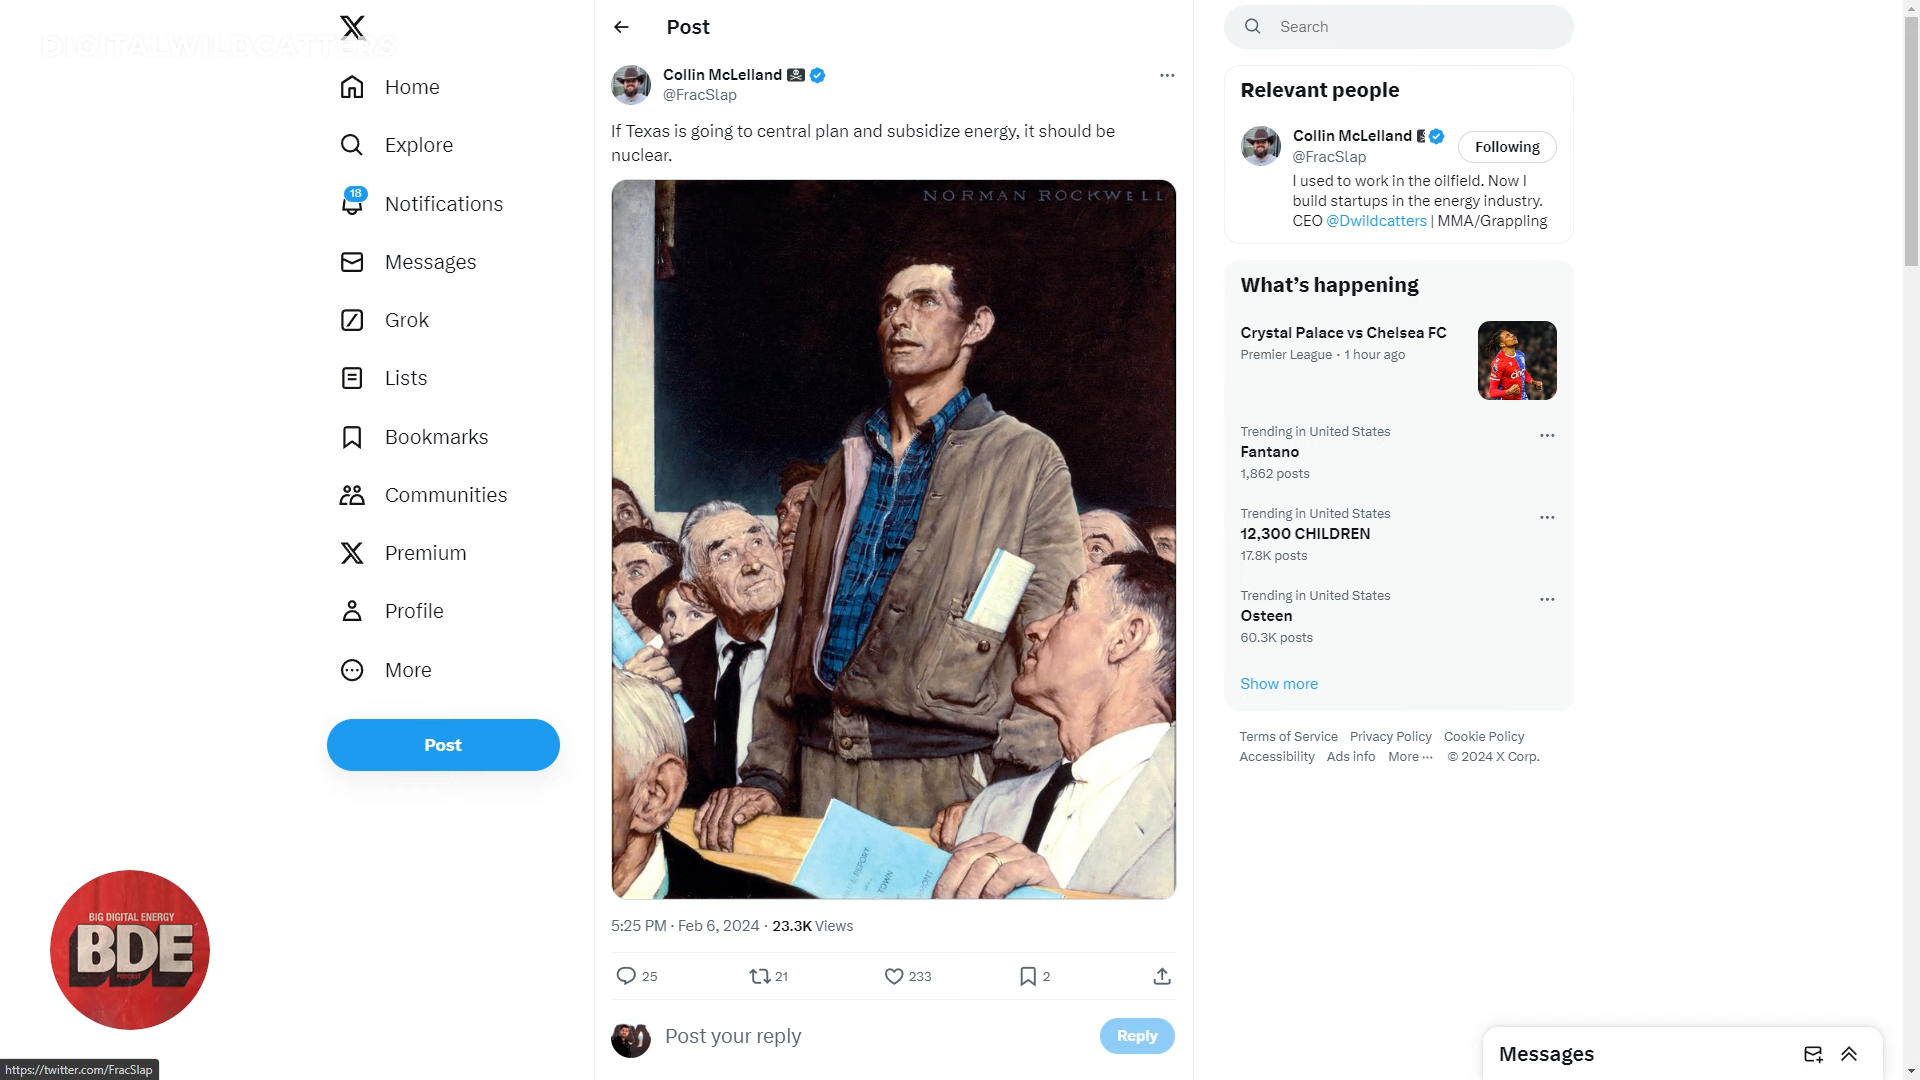 DIGITALWILDCATTERS
Home
Explore
18
Notifications
Messages
Grok
Lists
Bookmarks
Communities
Premium
Profile
More
Post
BIG DIGITAL ENERGY
BDE
PODCAST
https://twitter.com/FracSlap
Post
Collin McLelland
@FracSlap
If Texas is going to central plan and subsidize energy, it should be
nuclear.
NORMAN ROCKWELL
REPORT
TOWN
5:25 PM · Feb 6, 2024 · 23.3K Views
25
21
233
2
Post your reply
Reply
Search
Relevant people
Collin McLelland
@FracSlap
Following
I used to work in the oilfield. Now I
build startups in the energy industry.
CEO @Dwildcatters | MMA/Grappling
What’s happening
Crystal Palace vs Chelsea FC
Premier League · 1 hour ago
Trending in United States
Fantano
1,862 posts
Trending in United States
12,300 CHILDREN
17.8K posts
Trending in United States
Osteen
60.3K posts
Show more
Terms of Service Privacy Policy Cookie Policy
Accessibility Ads info More ··· © 2024 X Corp.
Messages